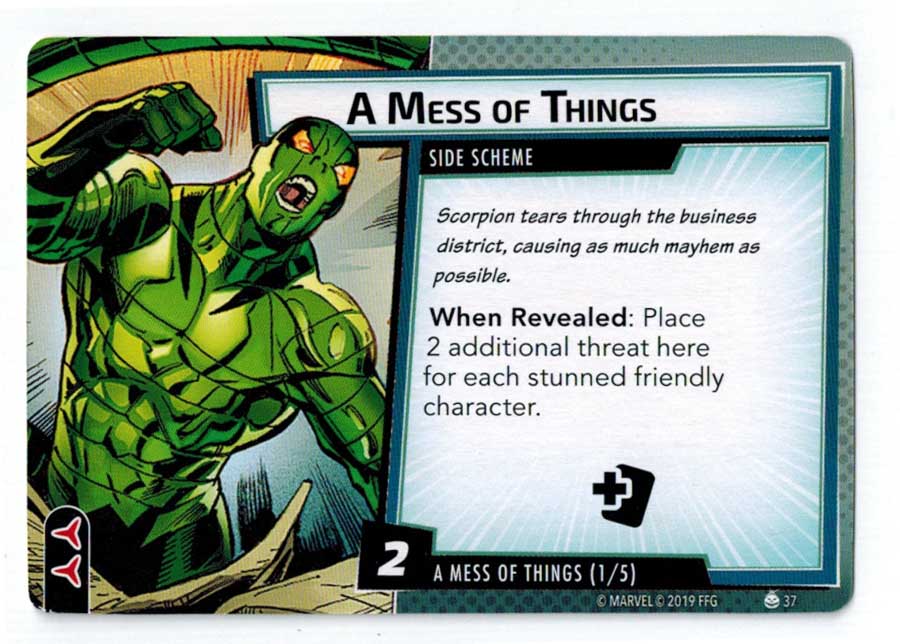 A Mess of Things
SIDE SCHEME
Scorpion tears through the business
district, causing as much mayhem as
possible.
When Revealed: Place
2 additional threat here
for each stunned friendly
character.
2
A MESS OF THINGS (1/5)
© MARVEL © 2019 FFG
37